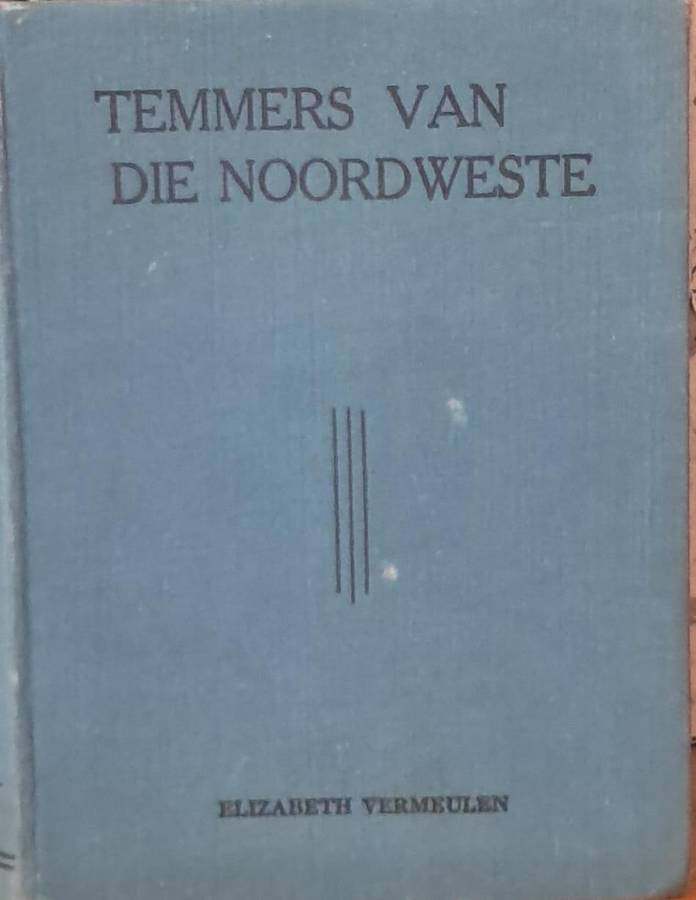 TEMMERS VAN
DIE NOORDWESTE
ELIZABETH VERMEULEN